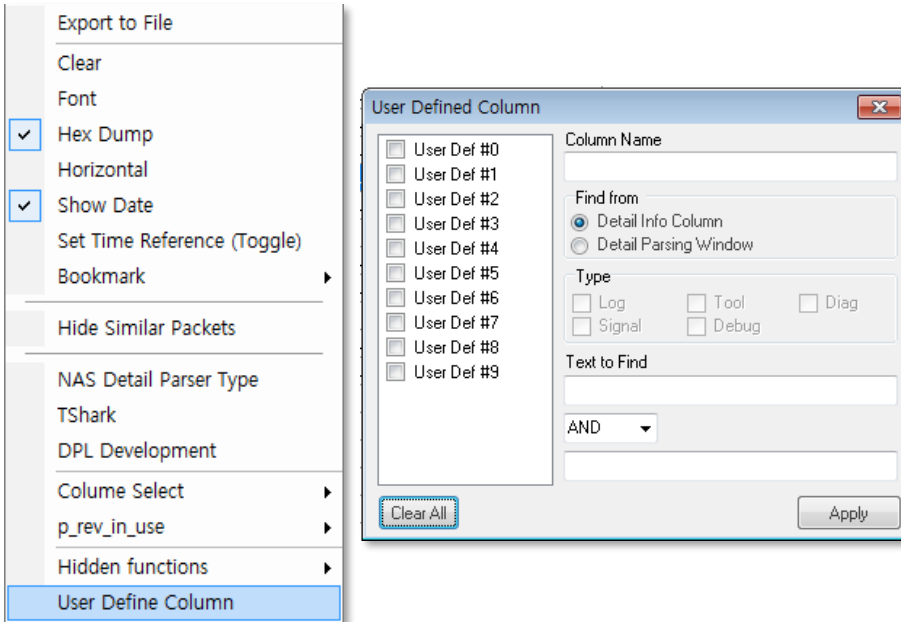 Export to File
Clear
Font
Hex Dump
Horizontal
Show Date
Set Time Reference (Toggle)
Bookmark
Hide Similar Packets
NAS Detail Parser Type
TShark
DPL Development
Colume Select
p_rev_in_use
Hidden functions
User Define Column
User Defined Column
User Def #0
User Def #1
User Def #2
User Def #3
User Def #4
User Def #5
User Def #6
User Def #7
User Def #8
User Def #9
Clear All
Column Name
Find from
Detail Info Column
Detail Parsing Window
Type
Log Tool Diag
Signal Debug
Text to Find
AND
Apply